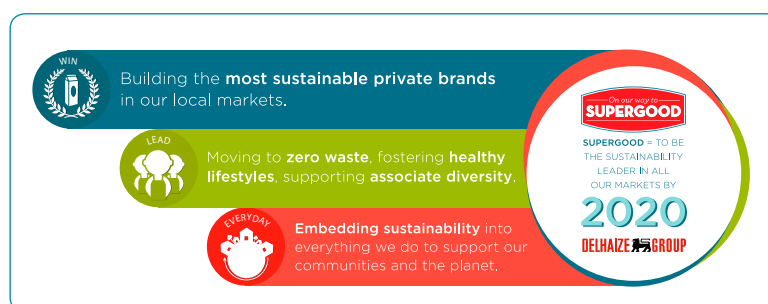 WIN
Building the most sustainable private brands
in our local markets.
LEAD
Moving to zero waste, fostering healthy
lifestyles, supporting associate diversity.
EVERYDAY
Embedding sustainability into
everything we do to support our
communities and the planet.
On our way to
SUPERGOOD
SUPERGOOD = TO BE
THE SUSTAINABILITY
LEADER IN ALL
OUR MARKETS BY
2020
DELHAIZE GROUP